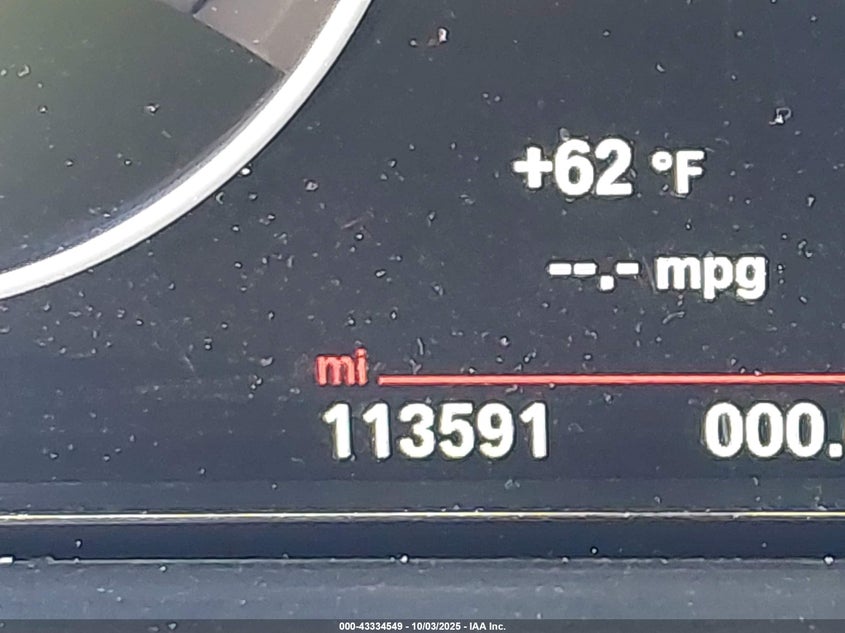 +62 °F
--.- mpg
mi
113591 000.
000-43334549 - 10/03/2025 - IAA Inc.